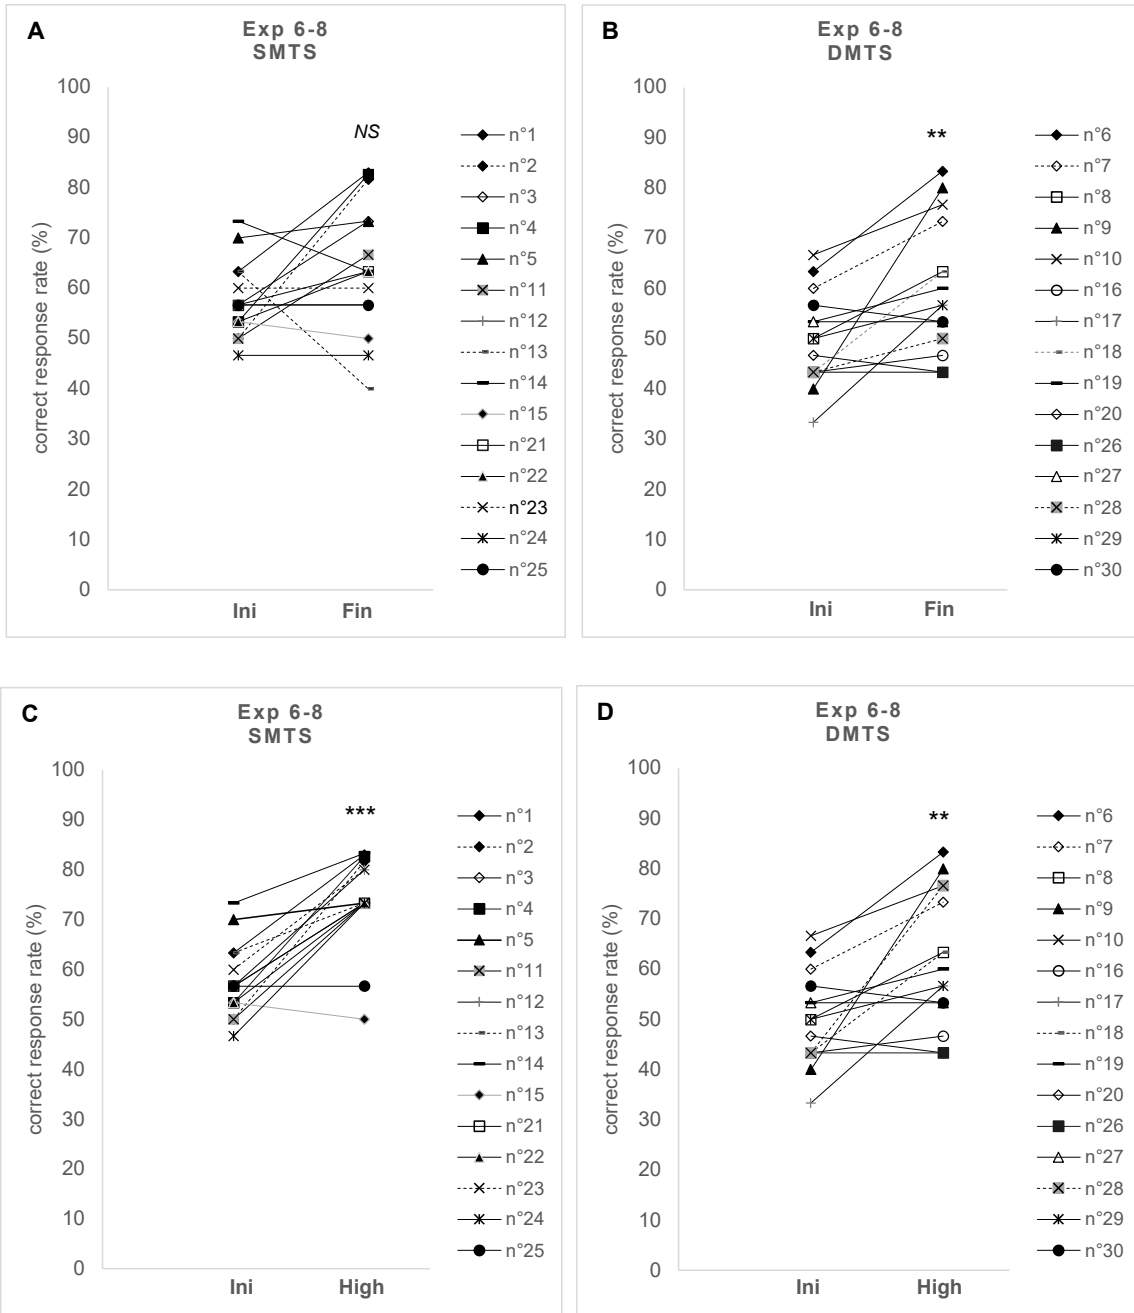 A
Exp 6-8
SMTS
100
90
80
70
60
50
40
30
20
10
0
correct response rate (%)
NS
Ini
Fin
n°1
n°2
n°3
n°4
n°5
n°11
n°12
n°13
n°14
n°15
n°21
n°22
n°23
n°24
n°25
B
Exp 6-8
DMTS
100
90
80
70
60
50
40
30
20
10
0
correct response rate (%)
**
Ini
Fin
n°6
n°7
n°8
n°9
n°10
n°16
n°17
n°18
n°19
n°20
n°26
n°27
n°28
n°29
n°30
C
Exp 6-8
SMTS
100
90
80
70
60
50
40
30
20
10
0
correct response rate (%)
***
Ini
High
n°1
n°2
n°3
n°4
n°5
n°11
n°12
n°13
n°14
n°15
n°21
n°22
n°23
n°24
n°25
D
Exp 6-8
DMTS
100
90
80
70
60
50
40
30
20
10
0
correct response rate (%)
**
Ini
High
n°6
n°7
n°8
n°9
n°10
n°16
n°17
n°18
n°19
n°20
n°26
n°27
n°28
n°29
n°30